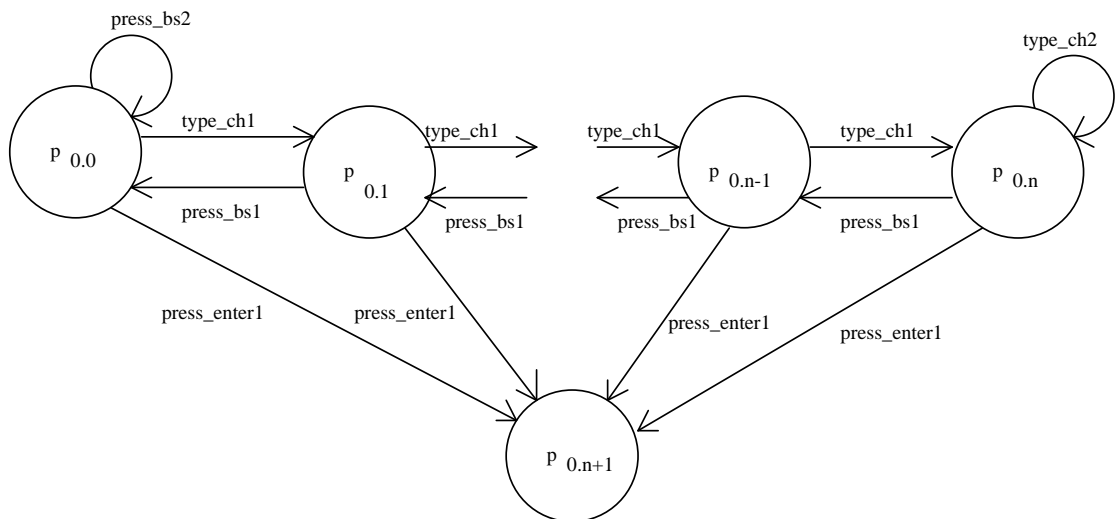 press_bs2
type_ch2
type_ch1
type_ch1
type_ch1
type_ch1
p 0.0
p 0.1
p 0.n-1
p 0.n
press_bs1
press_bs1
press_bs1
press_bs1
press_enter1
press_enter1
press_enter1
press_enter1
p 0.n+1